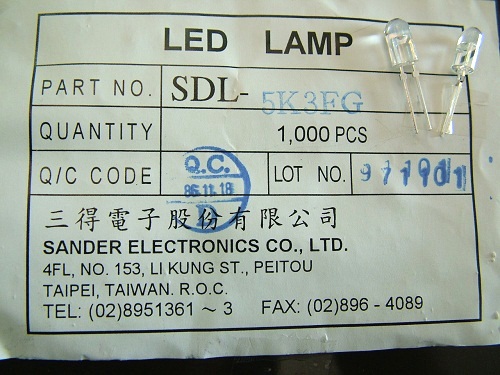 LED LAMP
PART NO. SDL-5K3FG
QUANTITY 1,000 PCS
Q/C CODE Q.C. 86.11.18 D LOT NO.
三得電子股份有限公司
SANDER ELECTRONICS CO., LTD.
4FL, NO. 153, LI KUNG ST., PEITOU
TAIPEI, TAIWAN. R.O.C.
TEL: (02)8951361 ~ 3 FAX: (02)896 - 4089